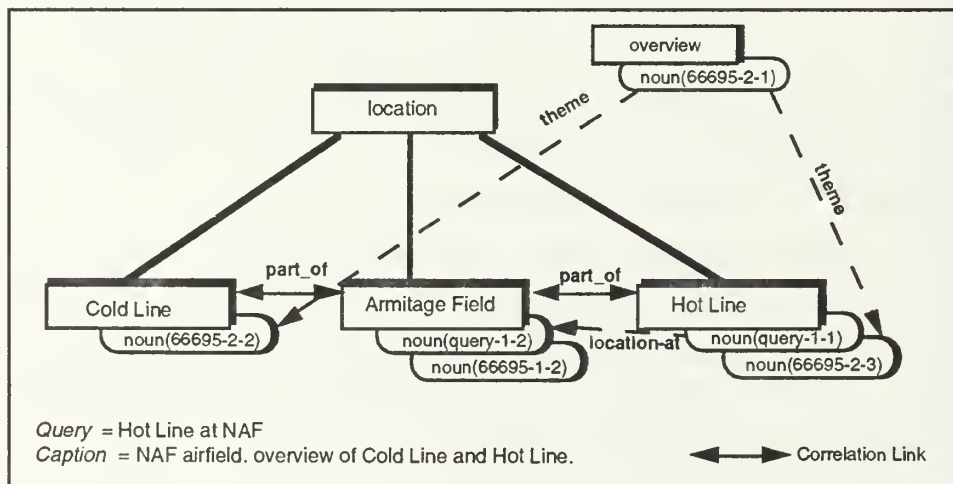 overview
noun(66695-2-1)
location
theme
theme
part_of
part_of
Cold Line
Armitage Field
Hot Line
noun(66695-2-2)
noun(query-1-2)
location-at
noun(query-1-1)
noun(66695-1-2)
noun(66695-2-3)
Query = Hot Line at NAF
Caption = NAF airfield. overview of Cold Line and Hot Line.
Correlation Link